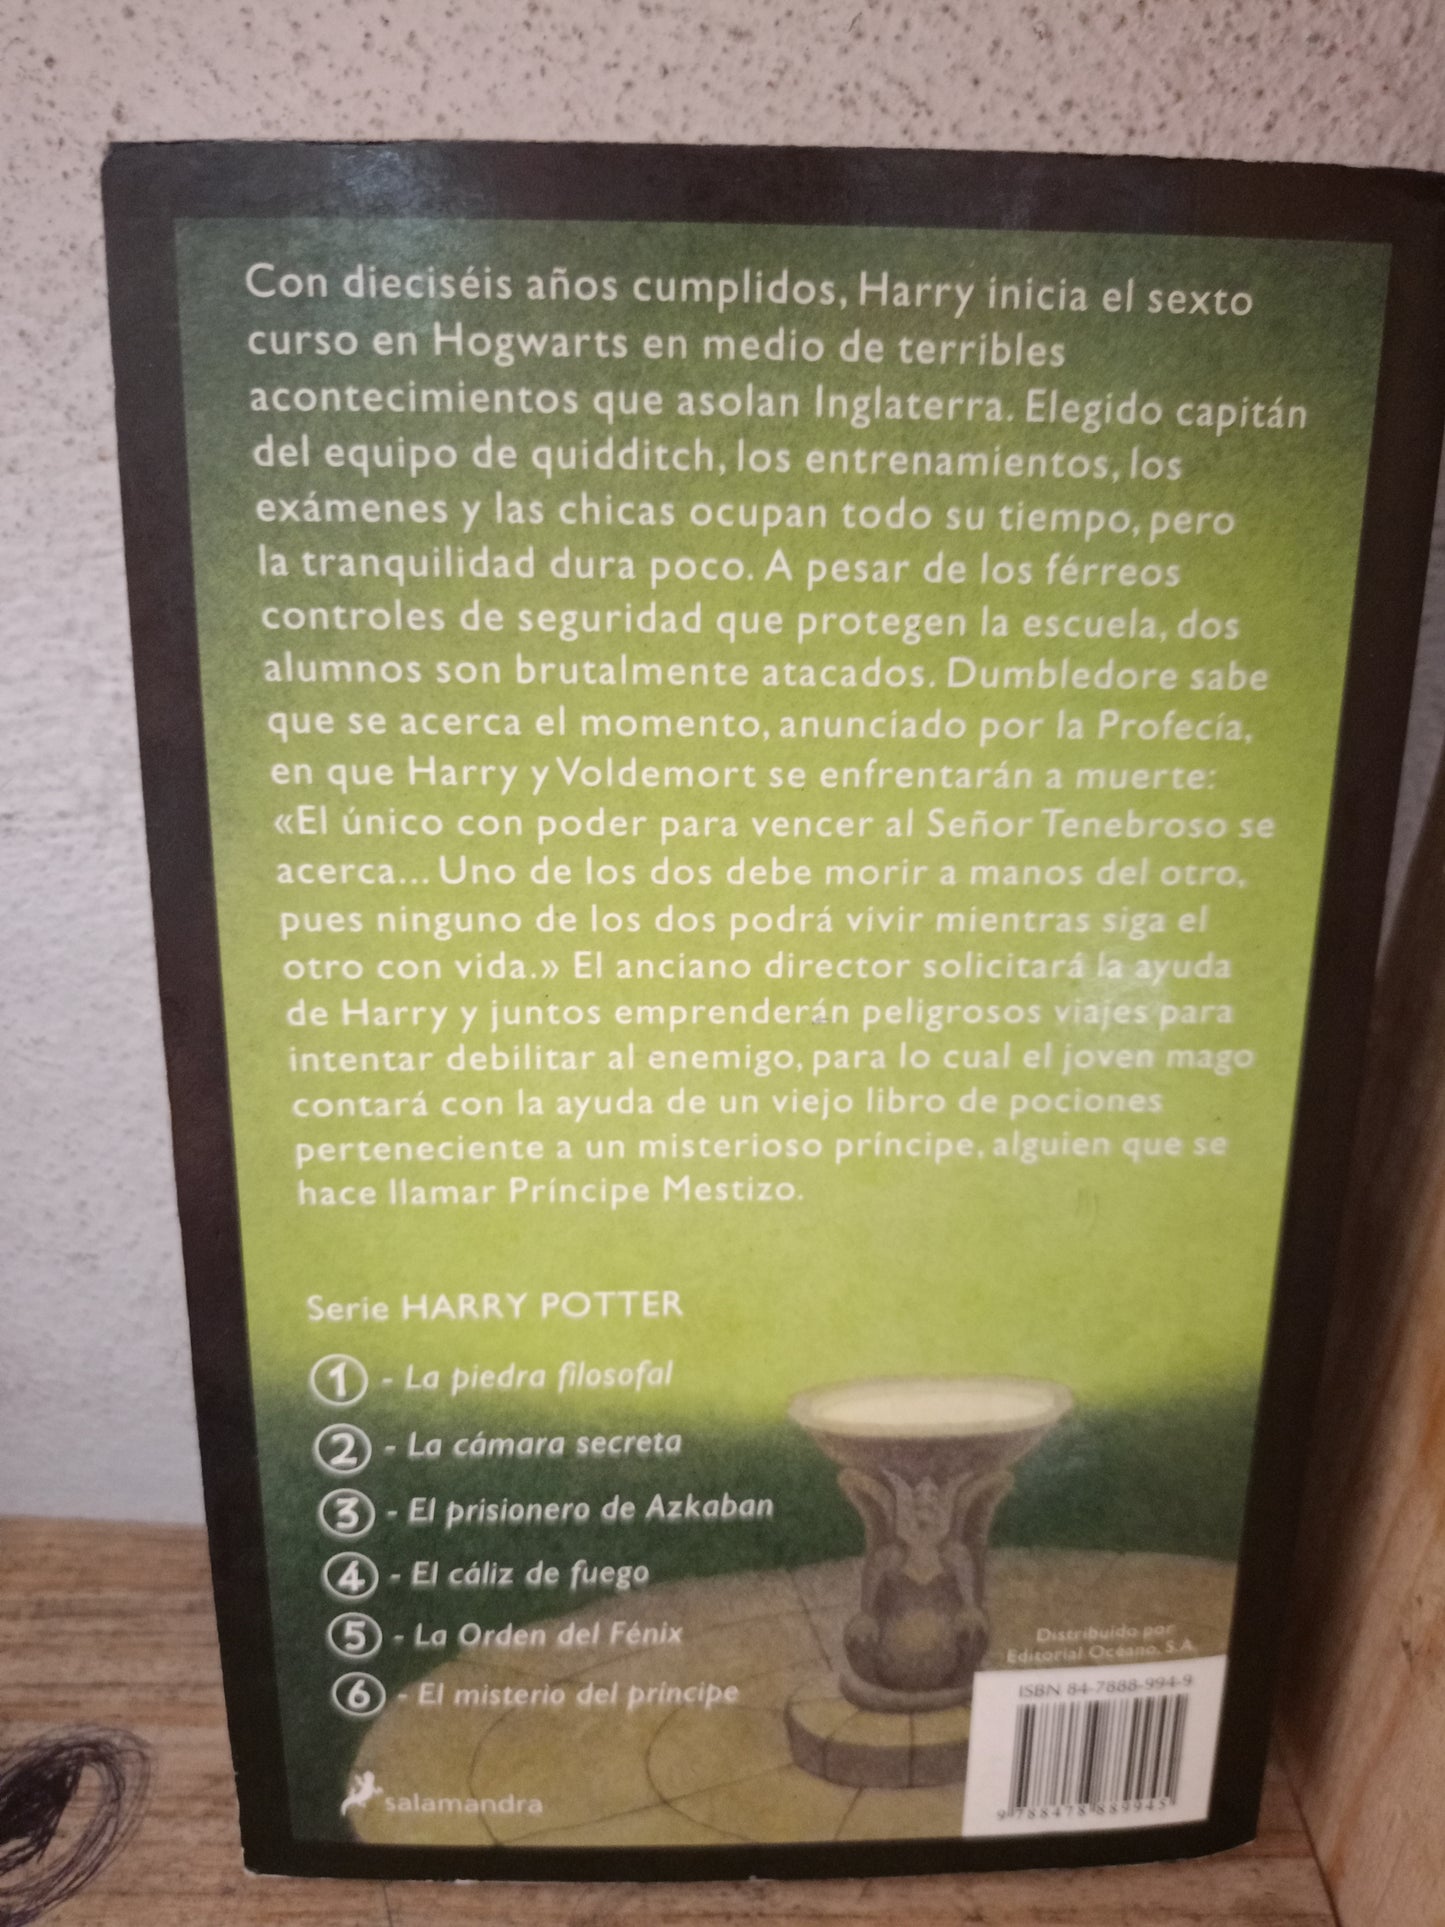 Con dieciséis años cumplidos, Harry inicia el sexto
curso en Hogwarts en medio de terribles
acontecimientos que asolan Inglaterra. Elegido capitán
del equipo de quidditch, los entrenamientos, los
exámenes y las chicas ocupan todo su tiempo, pero
la tranquilidad dura poco. A pesar de los férreos
controles de seguridad que protegen la escuela, dos
alumnos son brutalmente atacados. Dumbledore sabe
que se acerca el momento, anunciado por la Profecía,
en que Harry y Voldemort se enfrentarán a muerte:
«El único con poder para vencer al Señor Tenebroso se
acerca... Uno de los dos debe morir a manos del otro,
pues ninguno de los dos podrá vivir mientras siga el
otro con vida.» El anciano director solicitará la ayuda
de Harry y juntos emprenderán peligrosos viajes para
intentar debilitar al enemigo, para lo cual el joven mago
contará con la ayuda de un viejo libro de pociones
perteneciente a un misterioso príncipe, alguien que se
hace llamar Príncipe Mestizo.
Serie HARRY POTTER
1 - La piedra filosofal
2 - La cámara secreta
3 - El prisionero de Azkaban
4 - El cáliz de fuego
5 - La Orden del Fénix
6 - El misterio del príncipe
salamandra
Distribuido por
Editorial Océano, S.A.
ISBN 84-7888-994-9
9 788478 889945